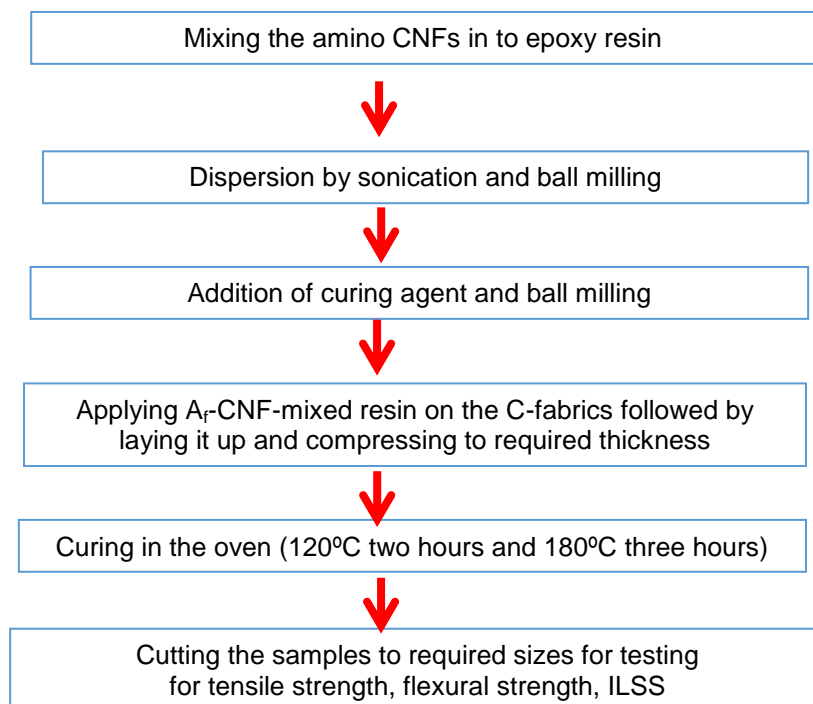 Mixing the amino CNFs in to epoxy resin
Dispersion by sonication and ball milling
Addition of curing agent and ball milling
Applying Af-CNF-mixed resin on the C-fabrics followed by
laying it up and compressing to required thickness
Curing in the oven (120ºC two hours and 180ºC three hours)
Cutting the samples to required sizes for testing
for tensile strength, flexural strength, ILSS